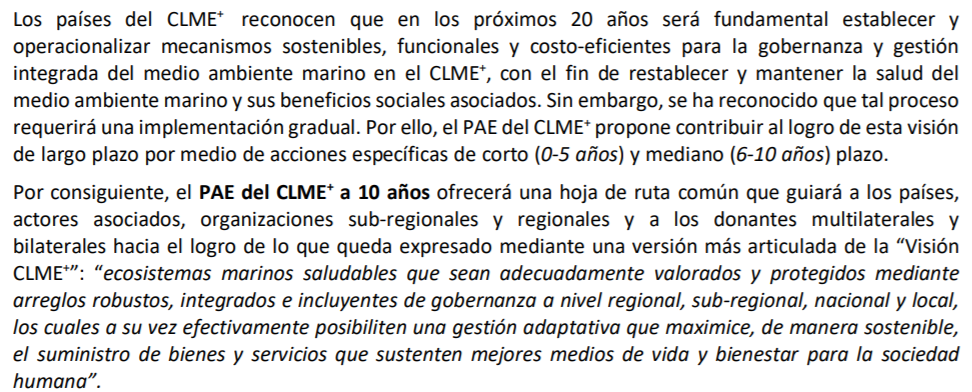 Los países del CLME⁺ reconocen que en los próximos 20 años será fundamental establecer y
operacionalizar mecanismos sostenibles, funcionales y costo-eficientes para la gobernanza y gestión
integrada del medio ambiente marino en el CLME⁺, con el fin de restablecer y mantener la salud del
medio ambiente marino y sus beneficios sociales asociados. Sin embargo, se ha reconocido que tal proceso
requerirá una implementación gradual. Por ello, el PAE del CLME⁺ propone contribuir al logro de esta visión
de largo plazo por medio de acciones específicas de corto (0-5 años) y mediano (6-10 años) plazo.
Por consiguiente, el PAE del CLME⁺ a 10 años ofrecerá una hoja de ruta común que guiará a los países,
actores asociados, organizaciones sub-regionales y regionales y a los donantes multilaterales y
bilaterales hacia el logro de lo que queda expresado mediante una versión más articulada de la “Visión
CLME⁺”: “ecosistemas marinos saludables que sean adecuadamente valorados y protegidos mediante
arreglos robustos, integrados e incluyentes de gobernanza a nivel regional, sub-regional, nacional y local,
los cuales a su vez efectivamente posibiliten una gestión adaptativa que maximice, de manera sostenible,
el suministro de bienes y servicios que sustenten mejores medios de vida y bienestar para la sociedad
humana”.